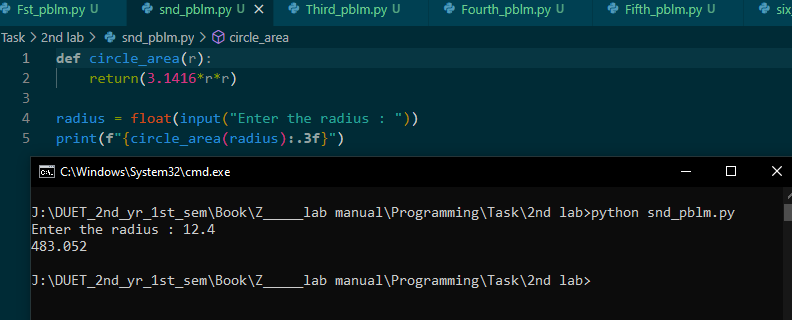 Fst_pblm.py U snd_pblm.py U Third_pblm.py U Fourth_pblm.py U Fifth_pblm.py U six
Task > 2nd lab > snd_pblm.py > circle_area
1 def circle_area(r):
2 return(3.1416*r*r)
3
4 radius = float(input("Enter the radius : "))
5 print(f"{circle_area(radius):.3f}")
C:\Windows\System32\cmd.exe
J:\DUET_2nd_yr_1st_sem\Book\Z_____lab manual\Programming\Task\2nd lab>python snd_pblm.py
Enter the radius : 12.4
483.052
J:\DUET_2nd_yr_1st_sem\Book\Z_____lab manual\Programming\Task\2nd lab>